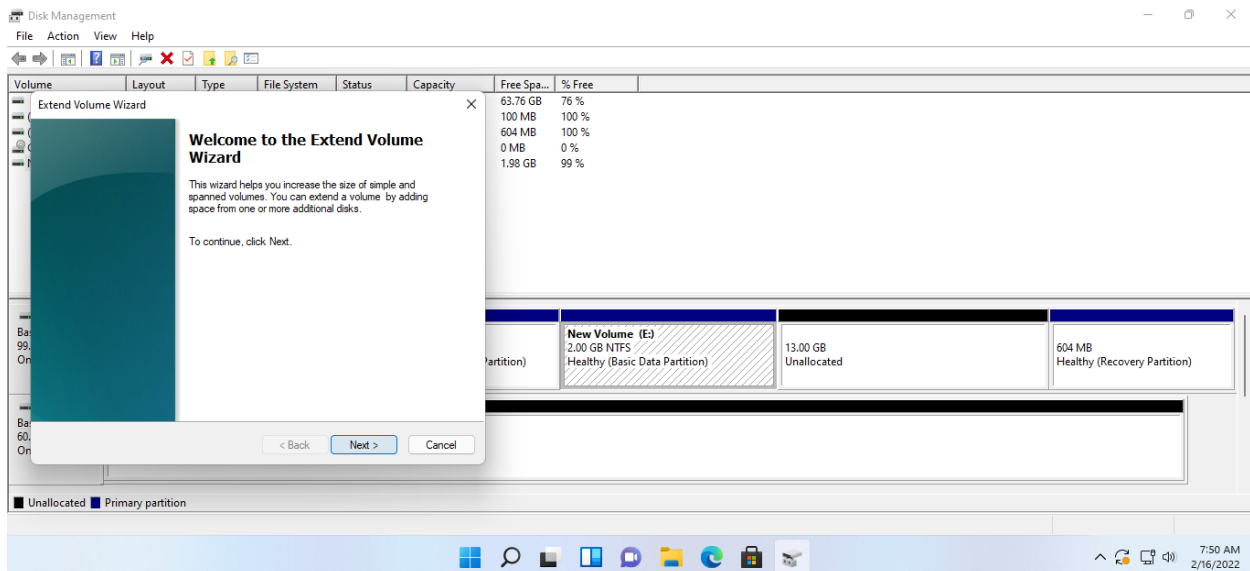 Disk Management
File Action View Help
Volume Layout Type File System Status Capacity Free Spa... % Free
63.76 GB 76 %
100 MB 100 %
604 MB 100 %
0 MB 0 %
1.98 GB 99 %
Extend Volume Wizard
Welcome to the Extend Volume
Wizard
This wizard helps you increase the size of simple and
spanned volumes. You can extend a volume by adding
space from one or more additional disks.
To continue, click Next.
< Back Next > Cancel
Partition)
New Volume (E:)
2.00 GB NTFS
Healthy (Basic Data Partition)
13.00 GB
Unallocated
604 MB
Healthy (Recovery Partition)
Unallocated Primary partition
7:50 AM
2/16/2022